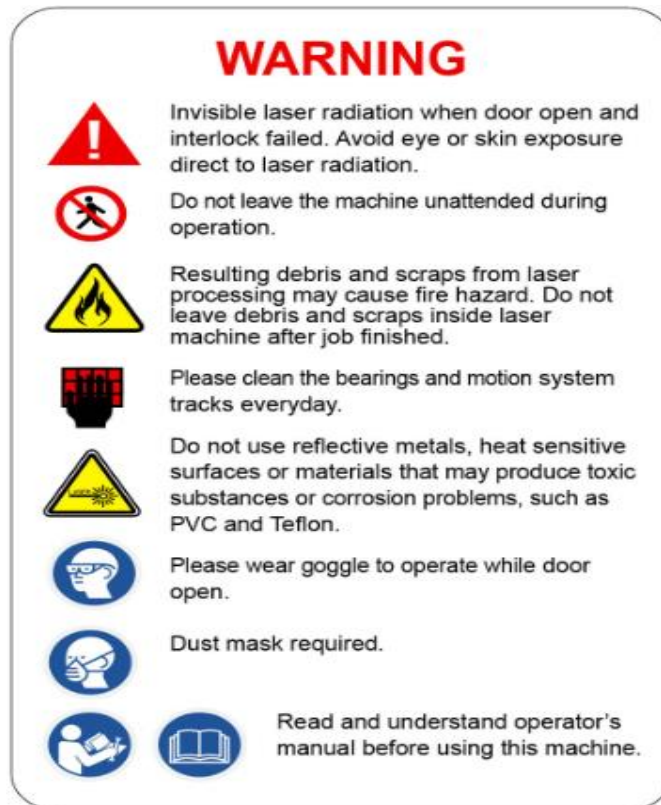 WARNING
Invisible laser radiation when door open and
interlock failed. Avoid eye or skin exposure
direct to laser radiation.
Do not leave the machine unattended during
operation.
Resulting debris and scraps from laser
processing may cause fire hazard. Do not
leave debris and scraps inside laser
machine after job finished.
Please clean the bearings and motion system
tracks everyday.
Do not use reflective metals, heat sensitive
surfaces or materials that may produce toxic
substances or corrosion problems, such as
PVC and Teflon.
Please wear goggle to operate while door
open.
Dust mask required.
Read and understand operator's
manual before using this machine.